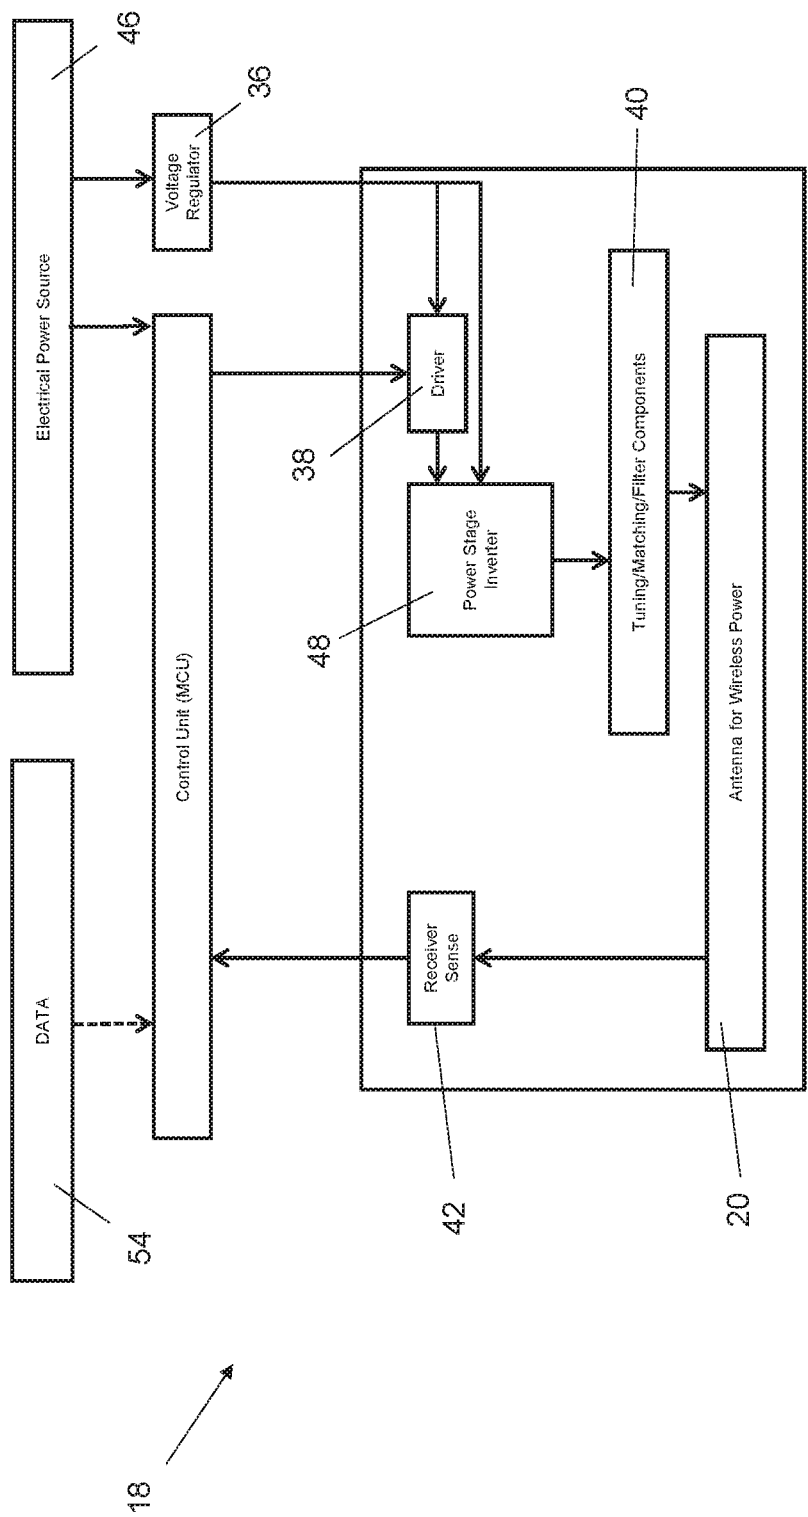 18
54
DATA
Electrical Power Source
46
Control Unit (MCU)
Voltage
Regulator
36
42
Receiver
Sense
48
Power Stage
Inverter
38
Driver
Tuning/Matching/Filter Components
40
20
Antenna for Wireless Power